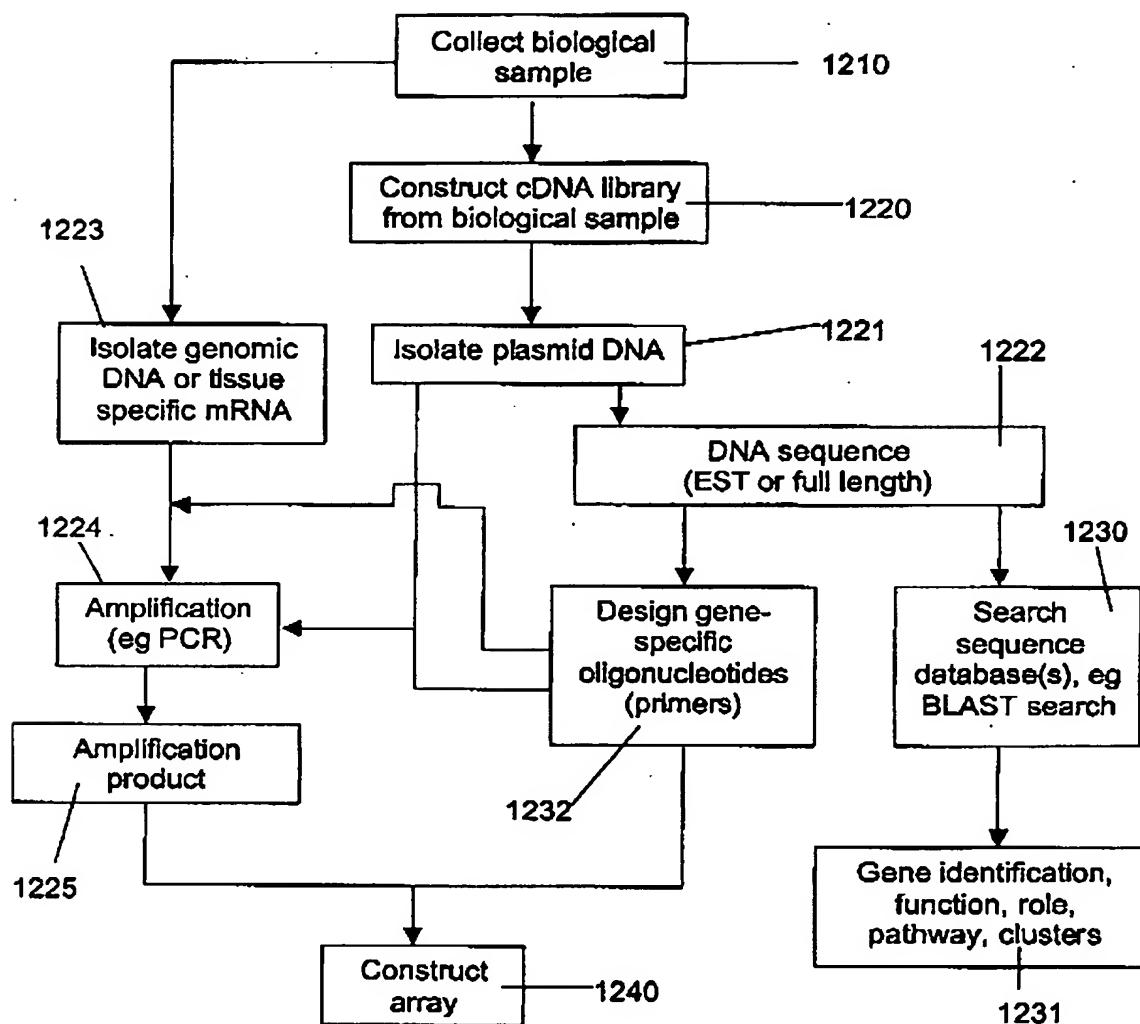 Collect biological
sample
1210
Construct cDNA library
from biological sample
1220
1223
Isolate genomic
DNA or tissue
specific mRNA
Isolate plasmid DNA
1221
1222
DNA sequence
(EST or full length)
1224
Amplification
(eg PCR)
Design gene-
specific
oligonucleotides
(primers)
1230
Search
sequence
database(s), eg
BLAST search
Amplification
product
1232
1225
Gene identification,
function, role,
pathway, clusters
Construct
array
1240
1231